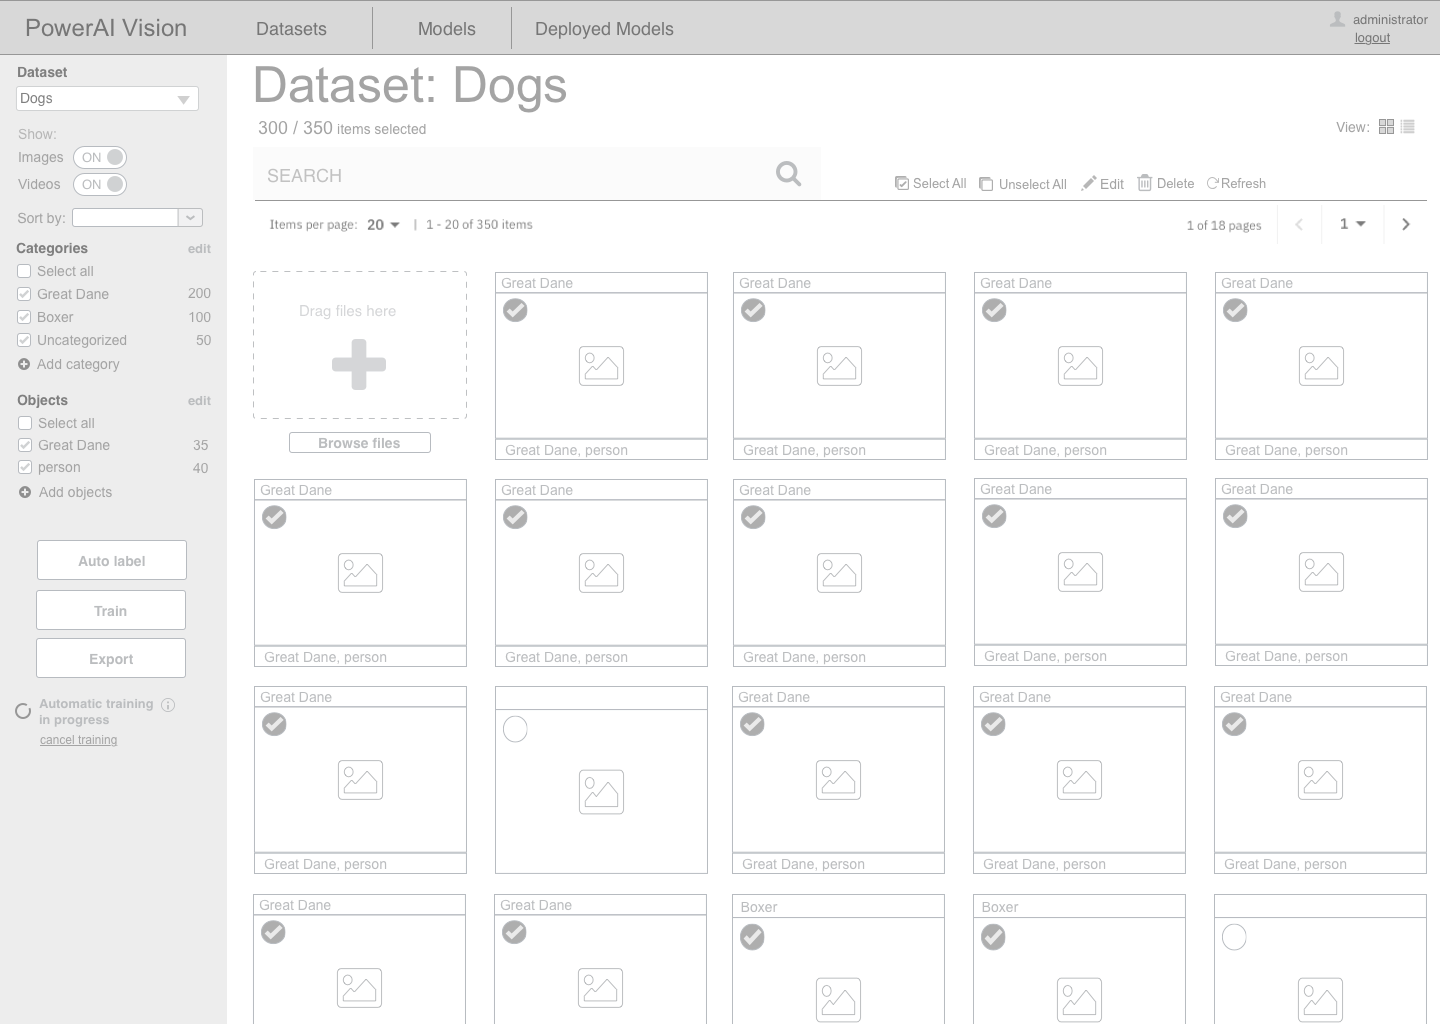 PowerAI Vision
Datasets
Models
Deployed Models
administrator
logout
Dataset
Dogs
Show:
Images ON
Videos ON
Sort by:
Categories edit
Select all
Great Dane 200
Boxer 100
Uncategorized 50
Add category
Objects edit
Select all
Great Dane 35
person 40
Add objects
Auto label
Train
Export
Automatic training
in progress
cancel training
Dataset: Dogs
300 / 350 items selected
View:
SEARCH
Select All
Unselect All
Edit
Delete
Refresh
Items per page: 20 | 1 - 20 of 350 items
1 of 18 pages
1
Drag files here
Browse files
Great Dane
Great Dane, person
Great Dane
Great Dane, person
Great Dane
Great Dane, person
Great Dane
Great Dane, person
Great Dane
Great Dane, person
Great Dane
Great Dane, person
Great Dane
Great Dane, person
Great Dane
Great Dane, person
Great Dane
Great Dane, person
Great Dane
Great Dane, person
Great Dane
Great Dane, person
Great Dane
Great Dane, person
Great Dane
Great Dane, person
Great Dane
Great Dane
Boxer
Boxer